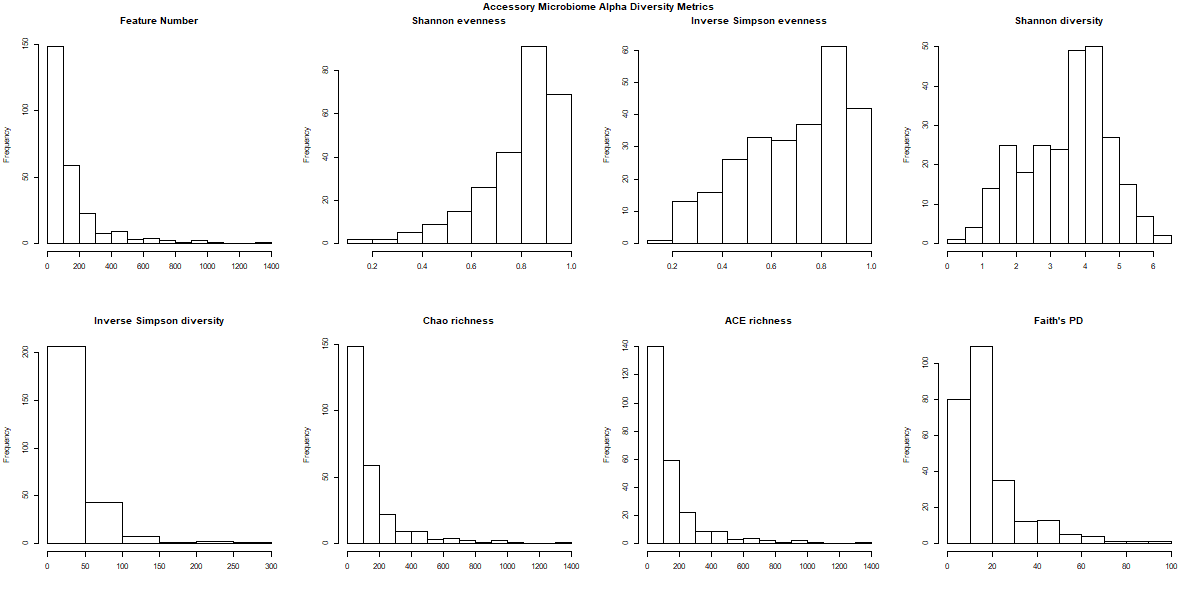 Accessory Microbiome Alpha Diversity Metrics
Feature Number
Shannon evenness
Inverse Simpson evenness
Shannon diversity
Frequency
0 50 100 150
0 200 400 600 800 1000 1200 1400
Frequency
0 20 40 60 80
0.2 0.4 0.6 0.8 1.0
Frequency
0 10 20 30 40 50 60
0.2 0.4 0.6 0.8 1.0
Frequency
0 10 20 30 40 50
0 1 2 3 4 5 6
Inverse Simpson diversity
Chao richness
ACE richness
Faith's PD
Frequency
0 50 100 150 200
0 50 100 150 200 250 300
Frequency
0 50 100 150
0 200 400 600 800 1000 1200 1400
Frequency
0 20 40 60 80 100 120 140
0 200 400 600 800 1000 1200 1400
Frequency
0 20 40 60 80 100
0 20 40 60 80 100